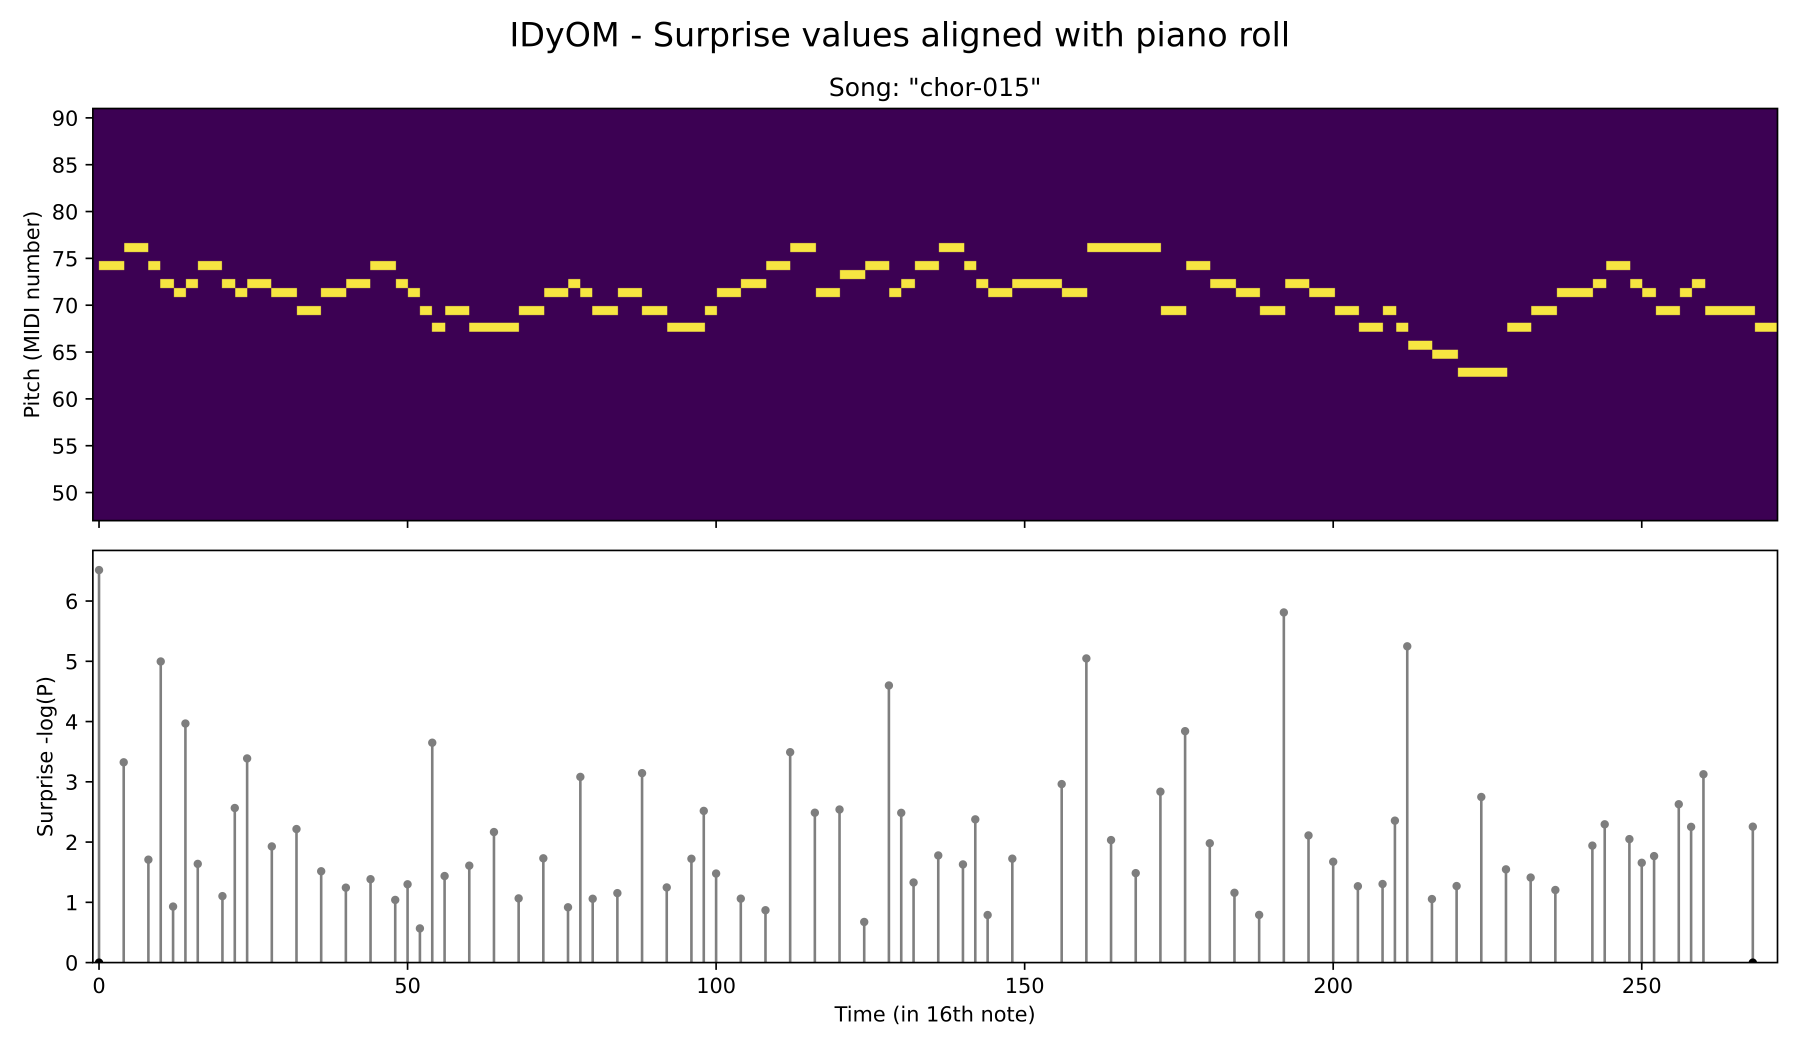 IDyOM - Surprise values aligned with piano roll
Song: "chor-015"
Pitch (MIDI number)
90
85
80
75
70
65
60
55
50
Surprise -log(P)
6
5
4
3
2
1
0
0 50 100 150 200 250
Time (in 16th note)